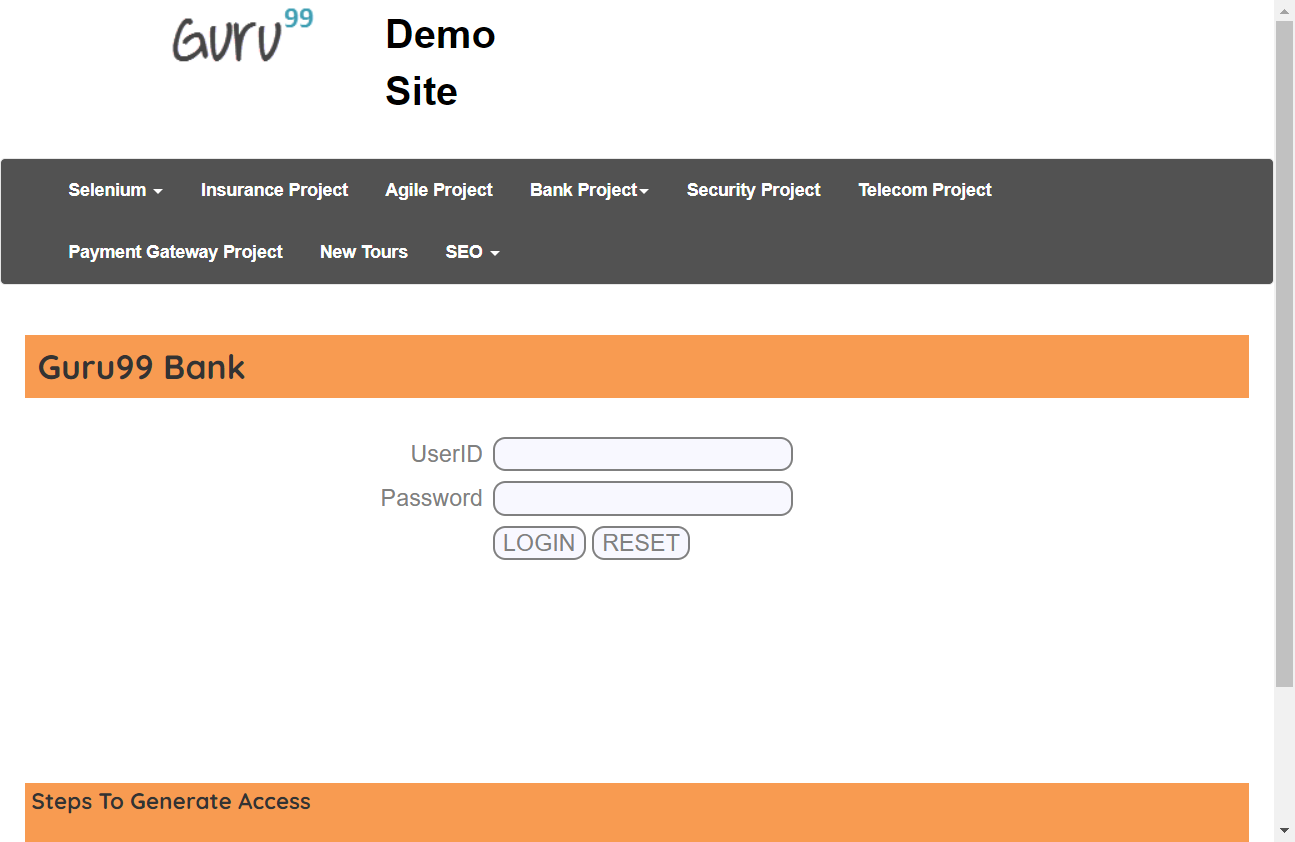 Guru99
Demo
Site
Selenium Insurance Project Agile Project Bank Project Security Project Telecom Project
Payment Gateway Project New Tours SEO
Guru99 Bank
UserID
Password
LOGIN RESET
Steps To Generate Access